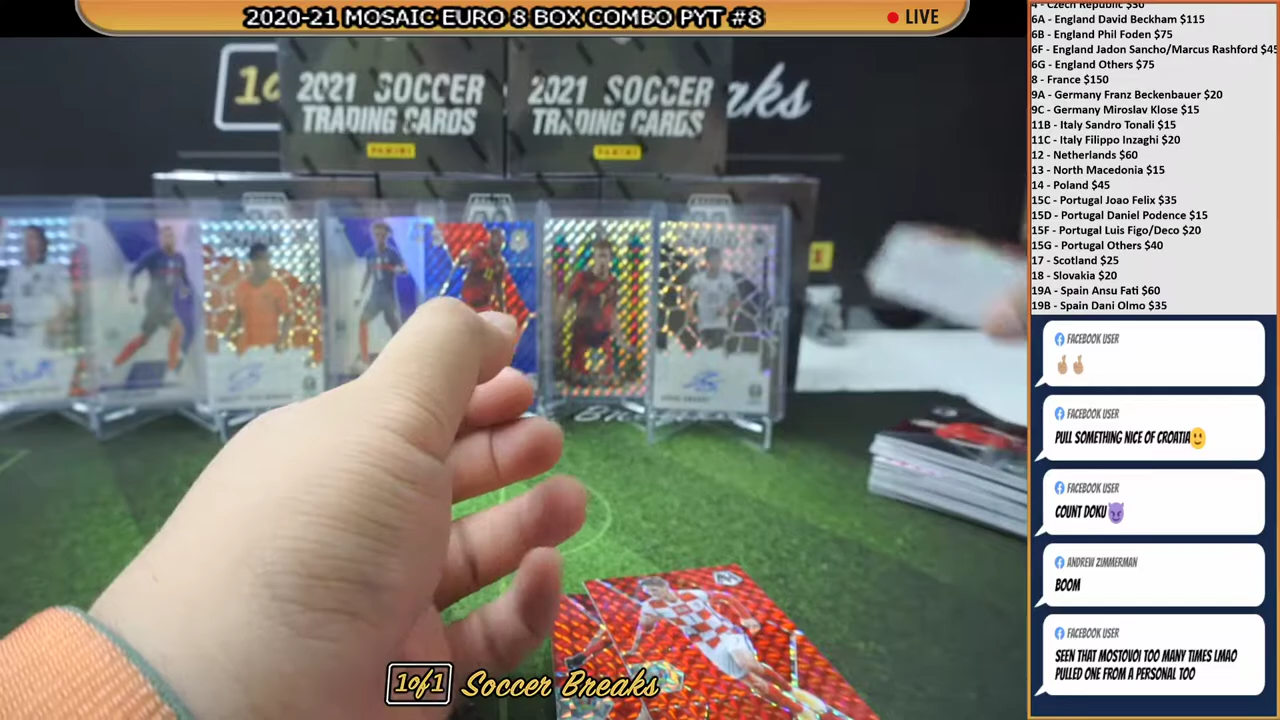 2020-21 MOSAIC EURO 8 BOX COMBO PYT #8
LIVE
2021 SOCCER
TRADING CARDS
PANINI
2021 SOCCER
TRADING CARDS
PANINI
1of1 Soccer Breaks
4 - Czech Republic $30
6A - England David Beckham $115
6B - England Phil Foden $75
6F - England Jadon Sancho/Marcus Rashford $45
6G - England Others $75
8 - France $150
9A - Germany Franz Beckenbauer $20
9C - Germany Miroslav Klose $15
11B - Italy Sandro Tonali $15
11C - Italy Filippo Inzaghi $20
12 - Netherlands $60
13 - North Macedonia $15
14 - Poland $45
15C - Portugal Joao Felix $35
15D - Portugal Daniel Podence $15
15F - Portugal Luis Figo/Deco $20
15G - Portugal Others $40
17 - Scotland $25
18 - Slovakia $20
19A - Spain Ansu Fati $60
19B - Spain Dani Olmo $35
FACEBOOK USER
🤞🏼🤞🏼
FACEBOOK USER
PULL SOMETHING NICE OF CROATIA🙂
FACEBOOK USER
COUNT DOKU😈
ANDREW ZIMMERMAN
BOOM
FACEBOOK USER
SEEN THAT MOSTOVOI TOO MANY TIMES LMAO
PULLED ONE FROM A PERSONAL TOO